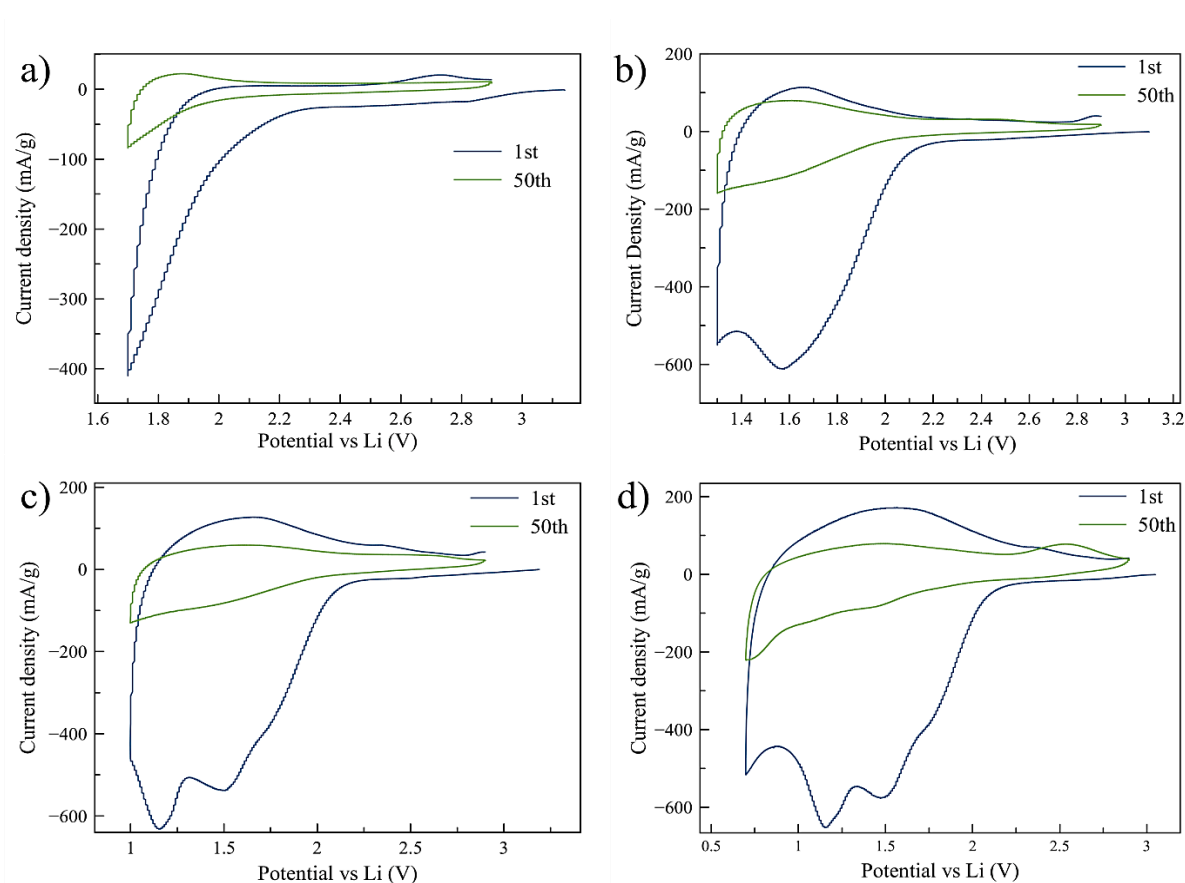 a)
0
−100
−200
−300
−400
Current density (mA/g)
1st
50th
1.6 1.8 2 2.2 2.4 2.6 2.8 3
Potential vs Li (V)
b)
200
0
−200
−400
−600
Current Density (mA/g)
1st
50th
1.4 1.6 1.8 2 2.2 2.4 2.6 2.8 3 3.2
Potential vs Li (V)
c)
200
0
−200
−400
−600
Current density (mA/g)
1st
50th
1 1.5 2 2.5 3
Potential vs Li (V)
d)
200
0
−200
−400
−600
Current density (mA/g)
1st
50th
0.5 1 1.5 2 2.5 3
Potential vs Li (V)